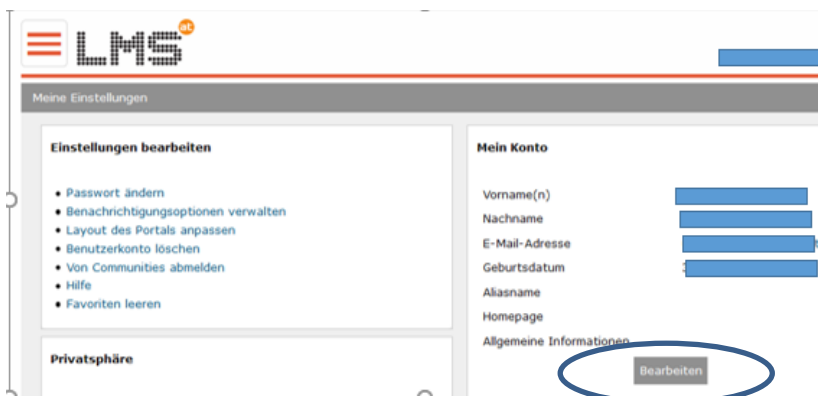 LMS at
Meine Einstellungen
Einstellungen bearbeiten
Passwort ändern
Benachrichtigungsoptionen verwalten
Layout des Portals anpassen
Benutzerkonto löschen
Von Communities abmelden
Hilfe
Favoriten leeren
Privatsphäre
Mein Konto
Vorname(n)
Nachname
E-Mail-Adresse
Geburtsdatum
Aliasname
Homepage
Allgemeine Informationen
Bearbeiten